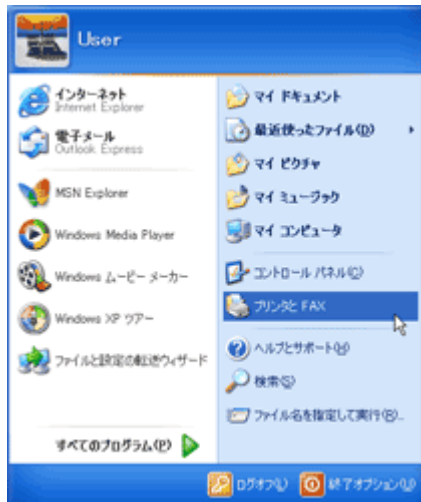 User
インターネット
Internet Explorer
電子メール
Outlook Express
MSN Explorer
Windows Media Player
Windows ムービー メーカー
Windows XP ツアー
ファイルと設定の転送ウィザード
すべてのプログラム(P)
マイ ドキュメント
最近使ったファイル(D)
マイ ピクチャ
マイ ミュージック
マイ コンピュータ
コントロール パネル(C)
プリンタと FAX
ヘルプとサポート(H)
検索(S)
ファイル名を指定して実行(R)...
ログオフ(L)
終了オプション(U)